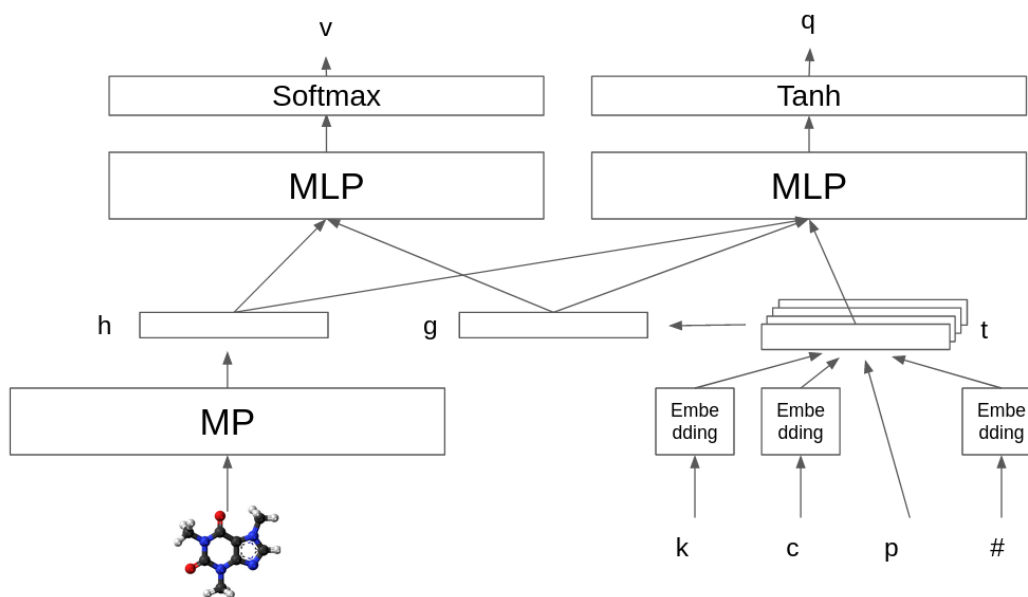 v
q
Softmax
Tanh
MLP
MLP
h
g
t
MP
Embe
dding
Embe
dding
Embe
dding
k
c
p
#